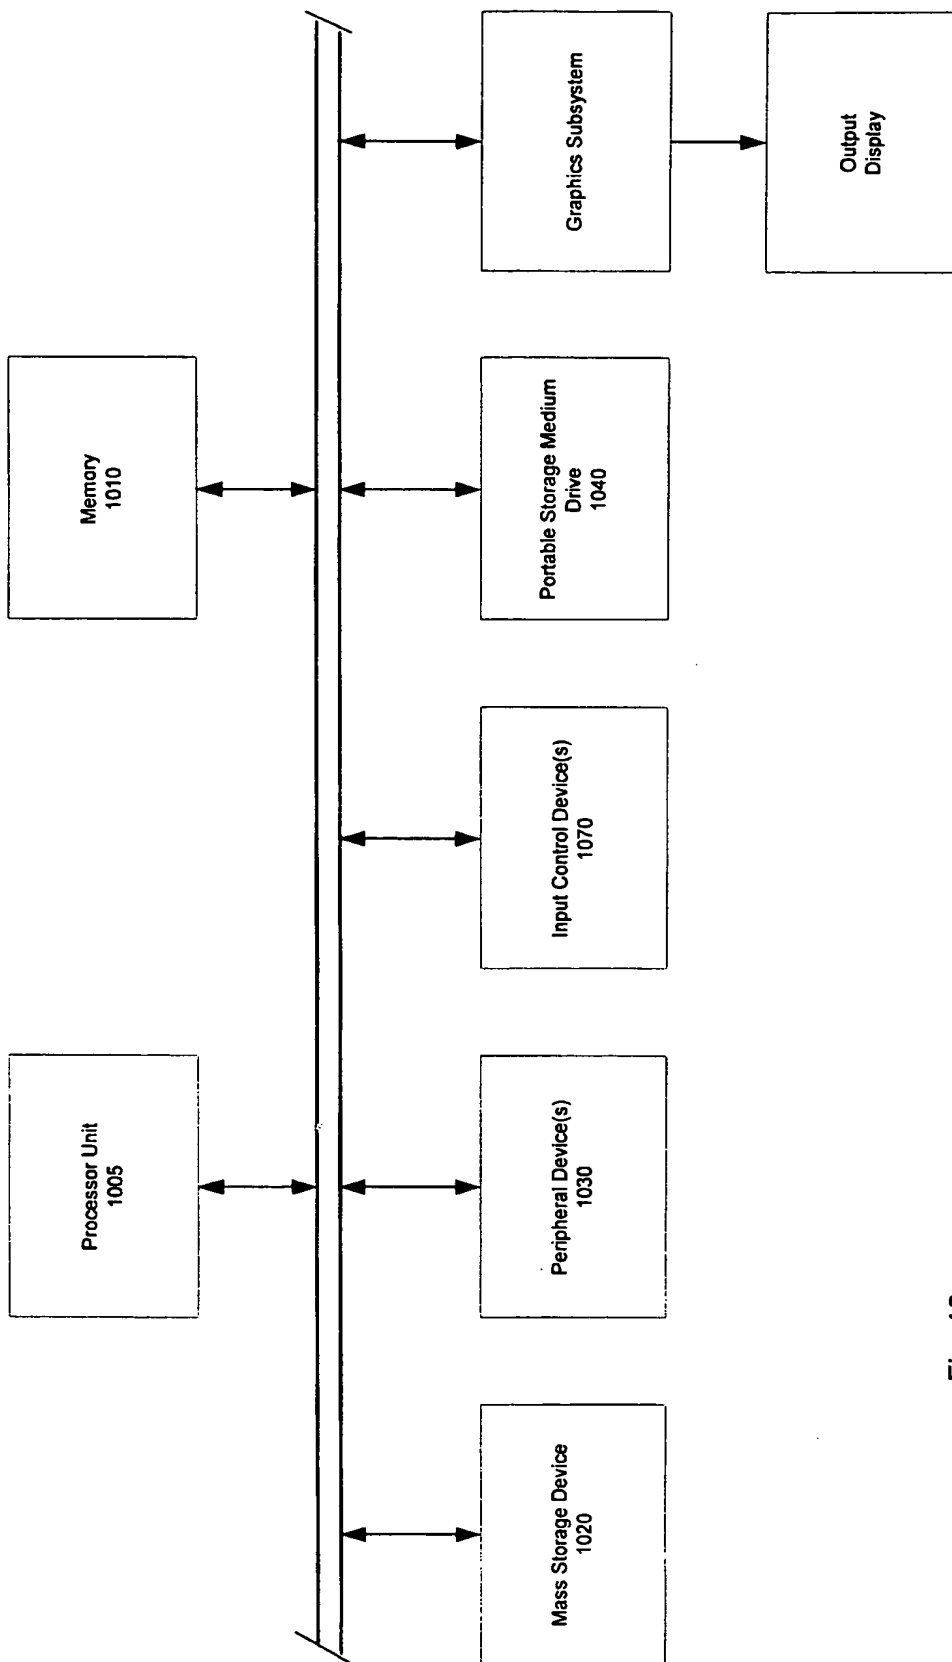 Processor Unit
1005
Memory
1010
Mass Storage Device
1020
Peripheral Device(s)
1030
Input Control Device(s)
1070
Portable Storage Medium
Drive
1040
Graphics Subsystem
Output
Display